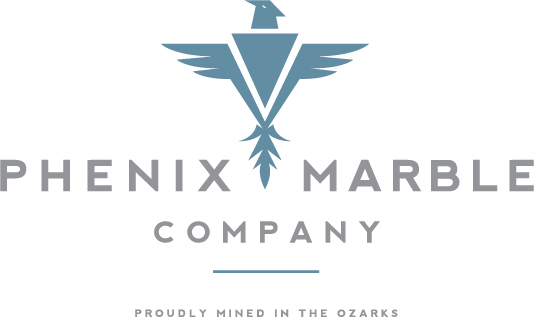 PHENIX MARBLE
COMPANY
PROUDLY MINED IN THE OZARKS